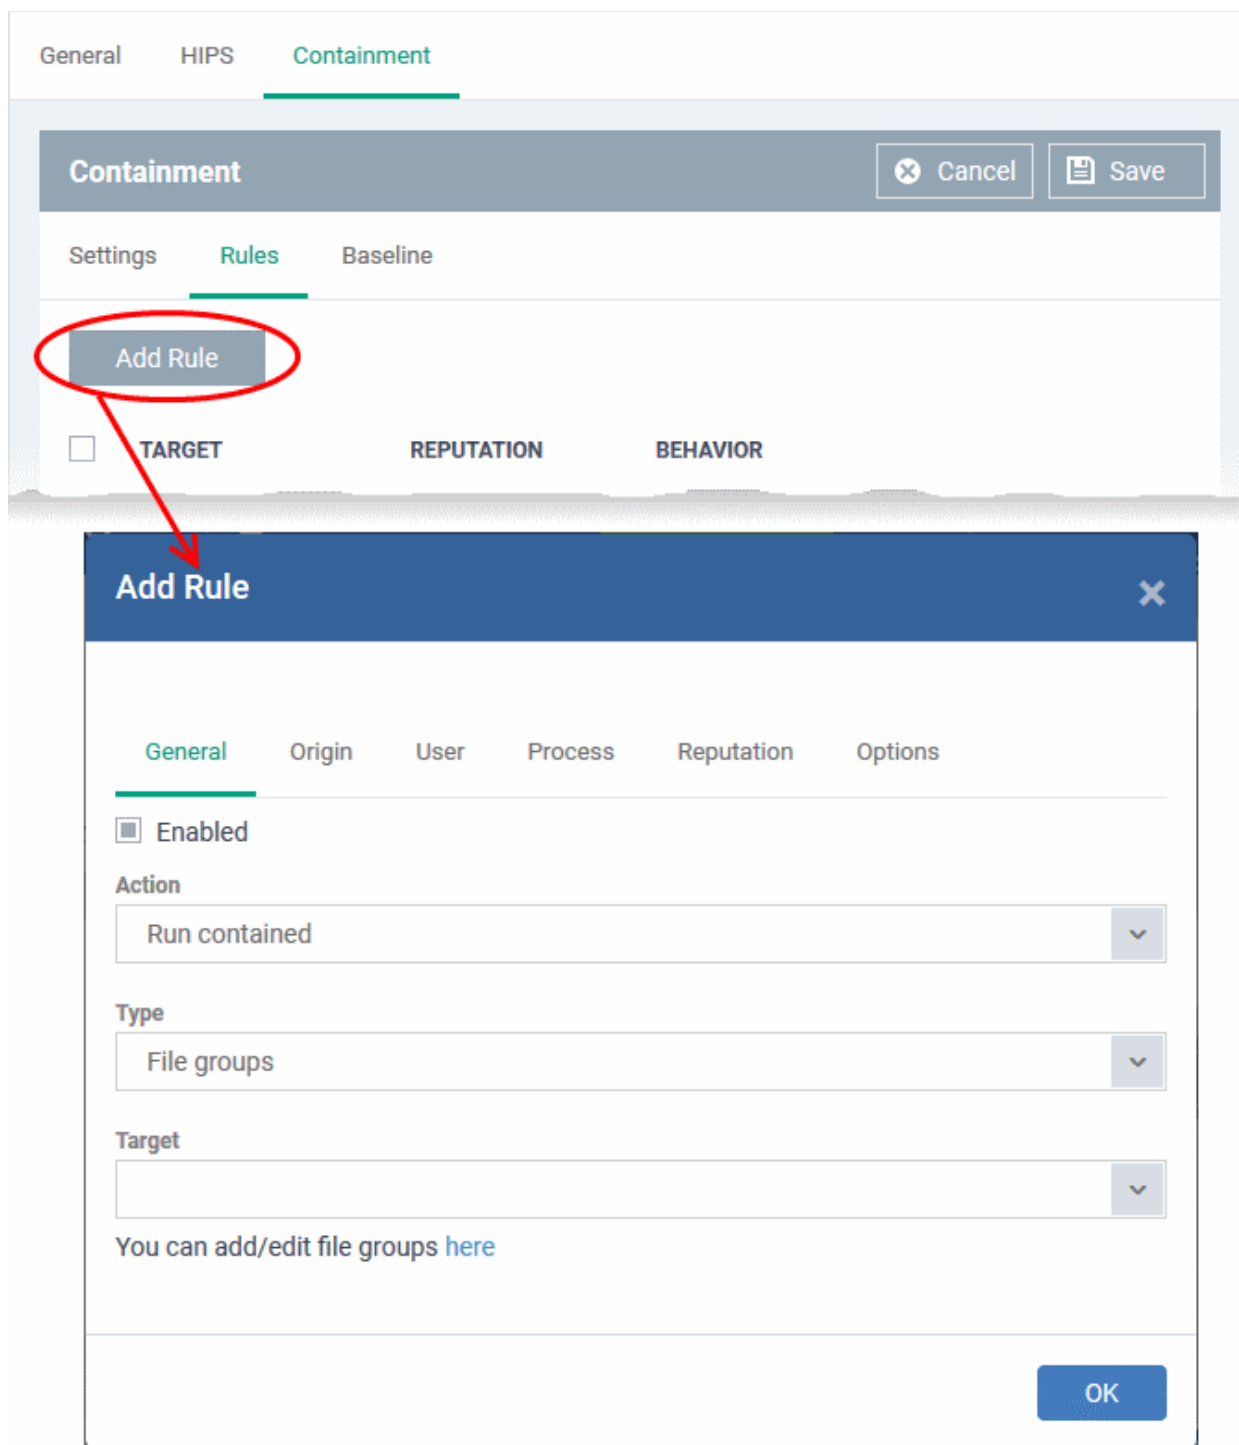 General HIPS Containment
Containment Cancel Save
Settings Rules Baseline
Add Rule
TARGET REPUTATION BEHAVIOR
Add Rule
General Origin User Process Reputation Options
Enabled
Action
Run contained
Type
File groups
Target
You can add/edit file groups here
OK